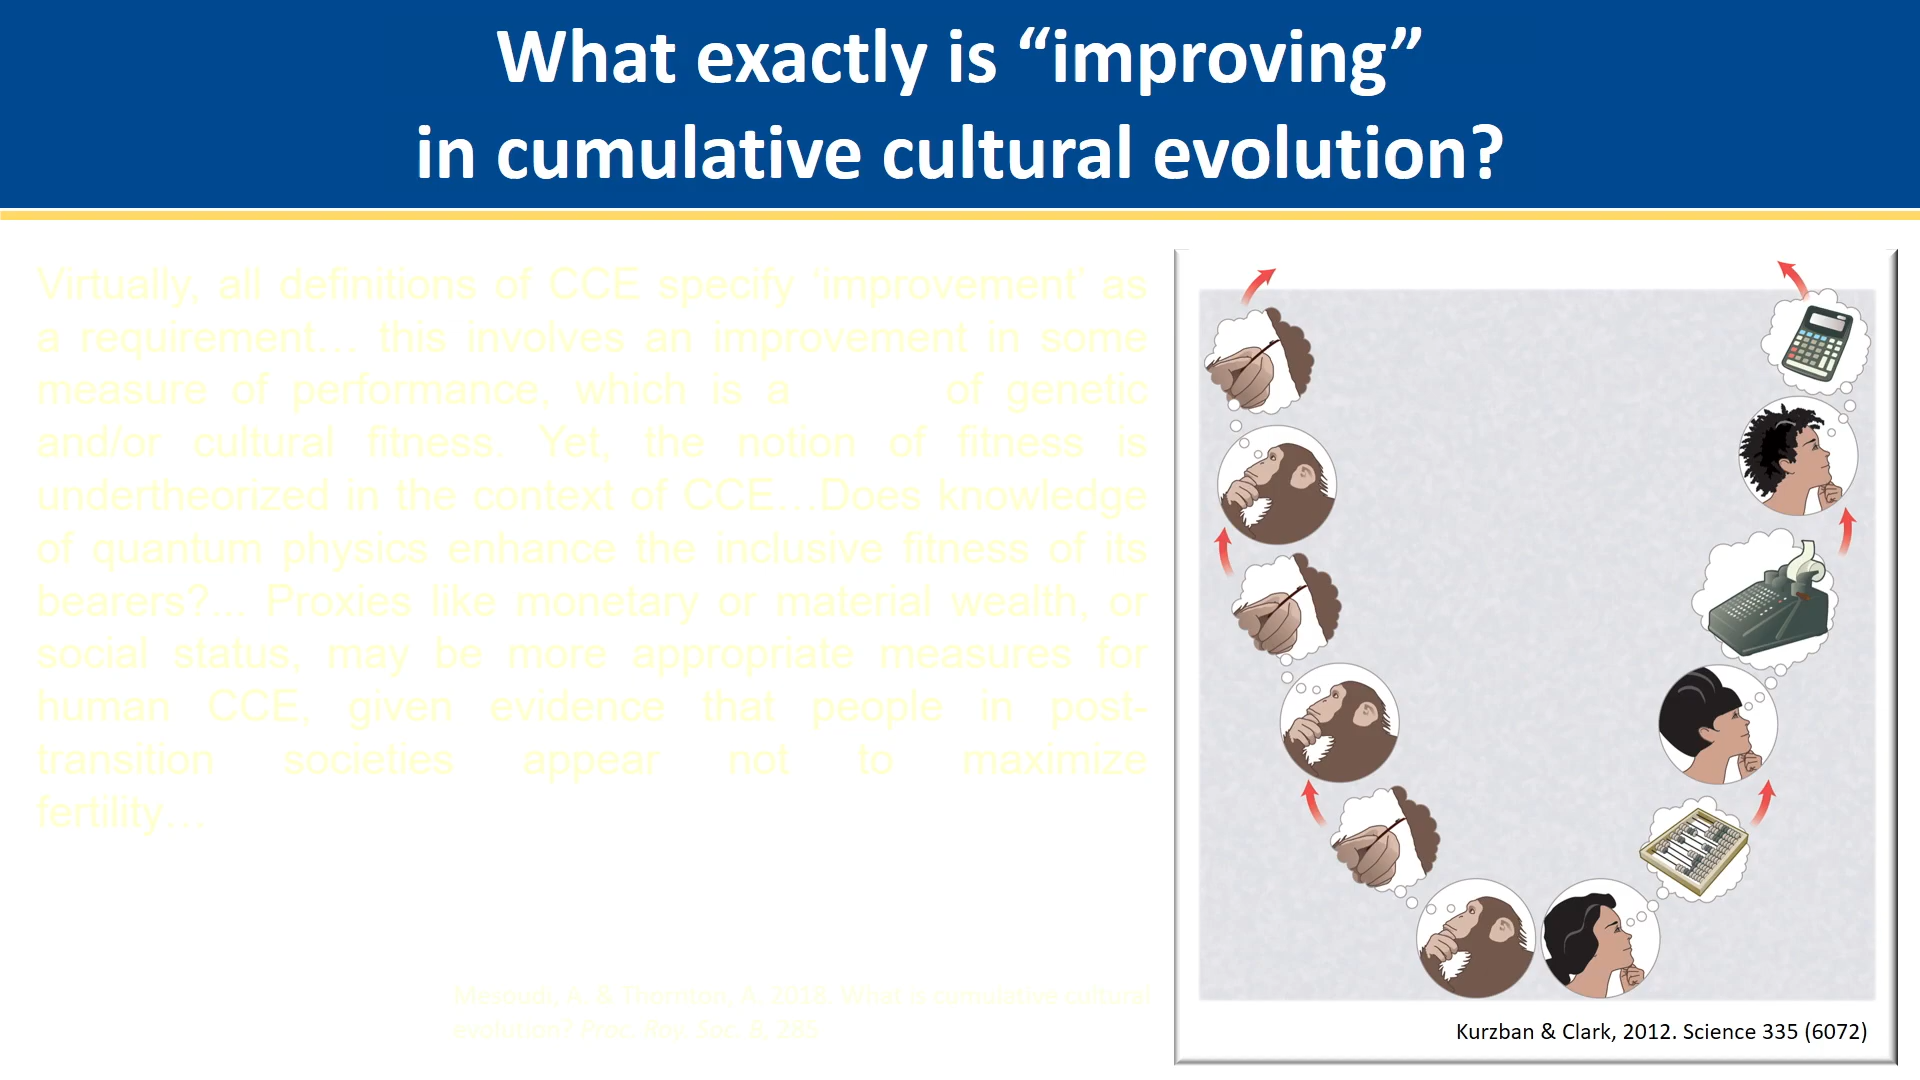 What exactly is “improving”
in cumulative cultural evolution?
Virtually, all definitions of CCE specify ‘improvement’ as
a requirement… this involves an improvement in some
measure of performance, which is a of genetic
and/or cultural fitness. Yet, the notion of fitness is
undertheorized in the context of CCE…Does knowledge
of quantum physics enhance the inclusive fitness of its
bearers?... Proxies like monetary or material wealth, or
social status, may be more appropriate measures for
human CCE, given evidence that people in post-
transition societies appear not to maximize
fertility…
Mesoudi, A. & Thornton, A. 2018. What is cumulative cultural
evolution? Proc. Roy. Soc. B, 285
Kurzban & Clark, 2012. Science 335 (6072)